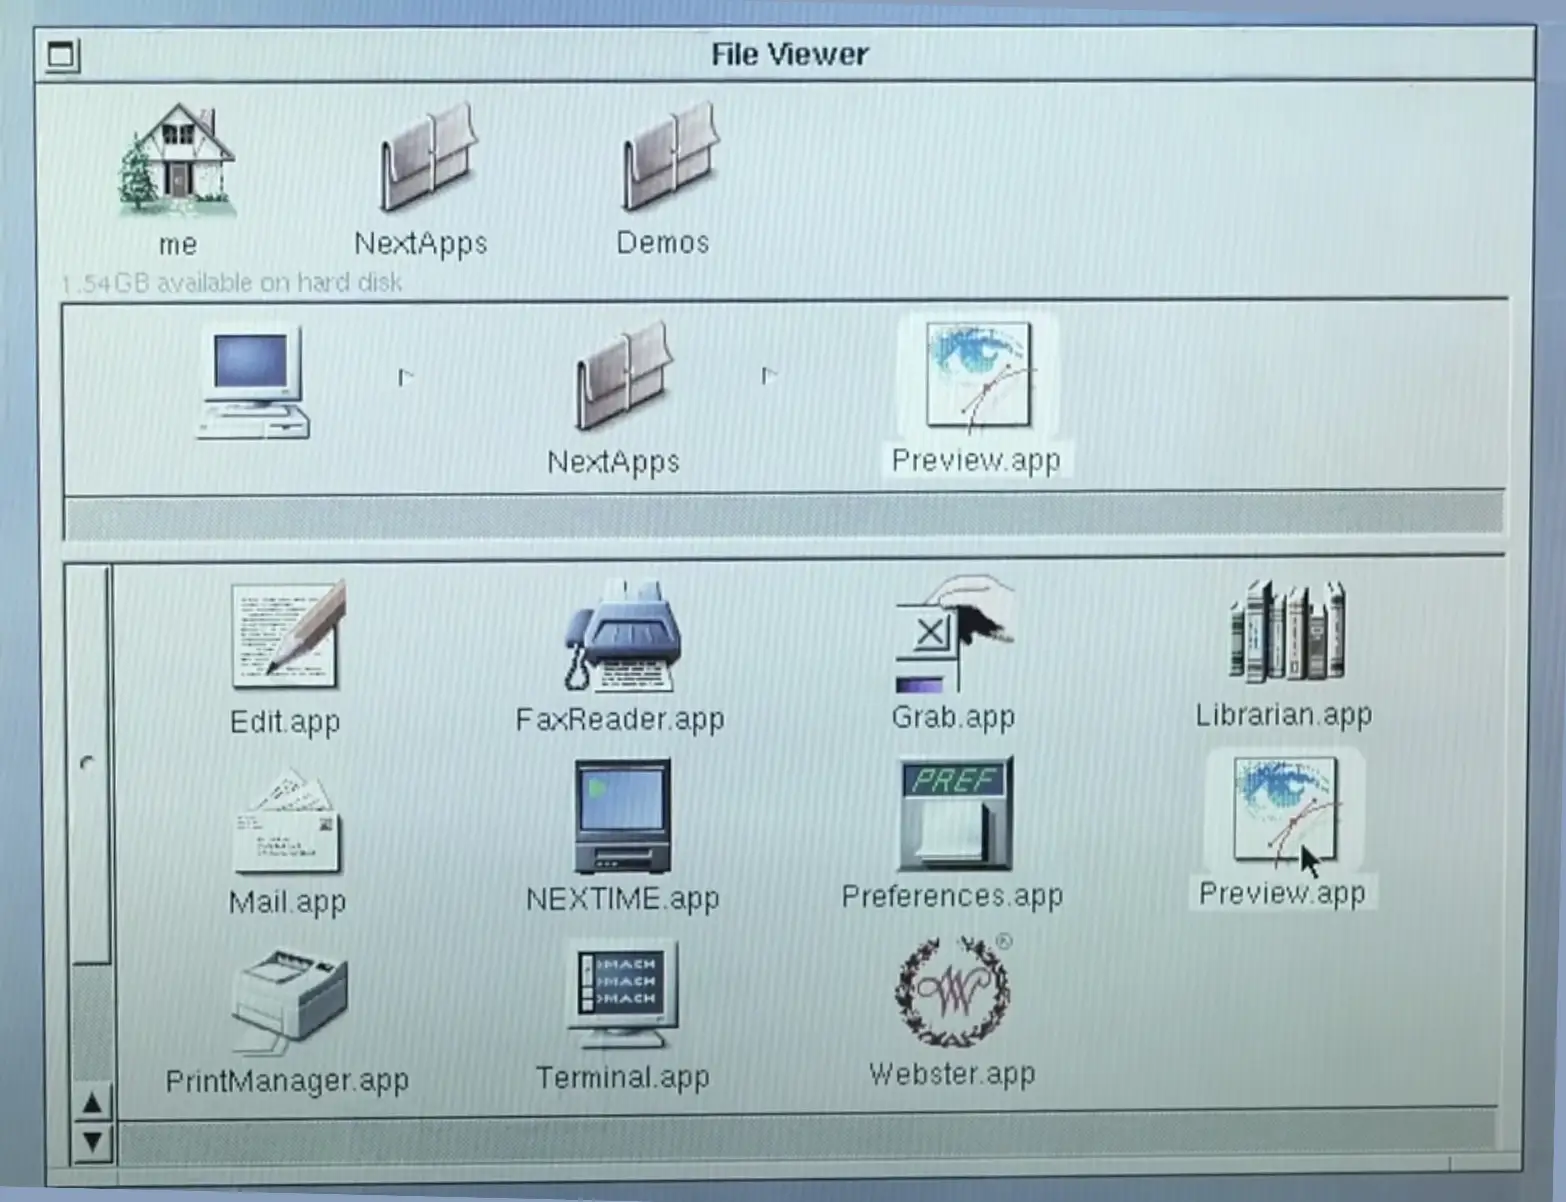 File Viewer
me
NextApps
Demos
1.54GB available on hard disk
NextApps
Preview.app
Edit.app
FaxReader.app
Grab.app
Librarian.app
PREF
Mail.app
NEXTIME.app
Preferences.app
Preview.app
>MACH
>MACH
>MACH
W
®
PrintManager.app
Terminal.app
Webster.app